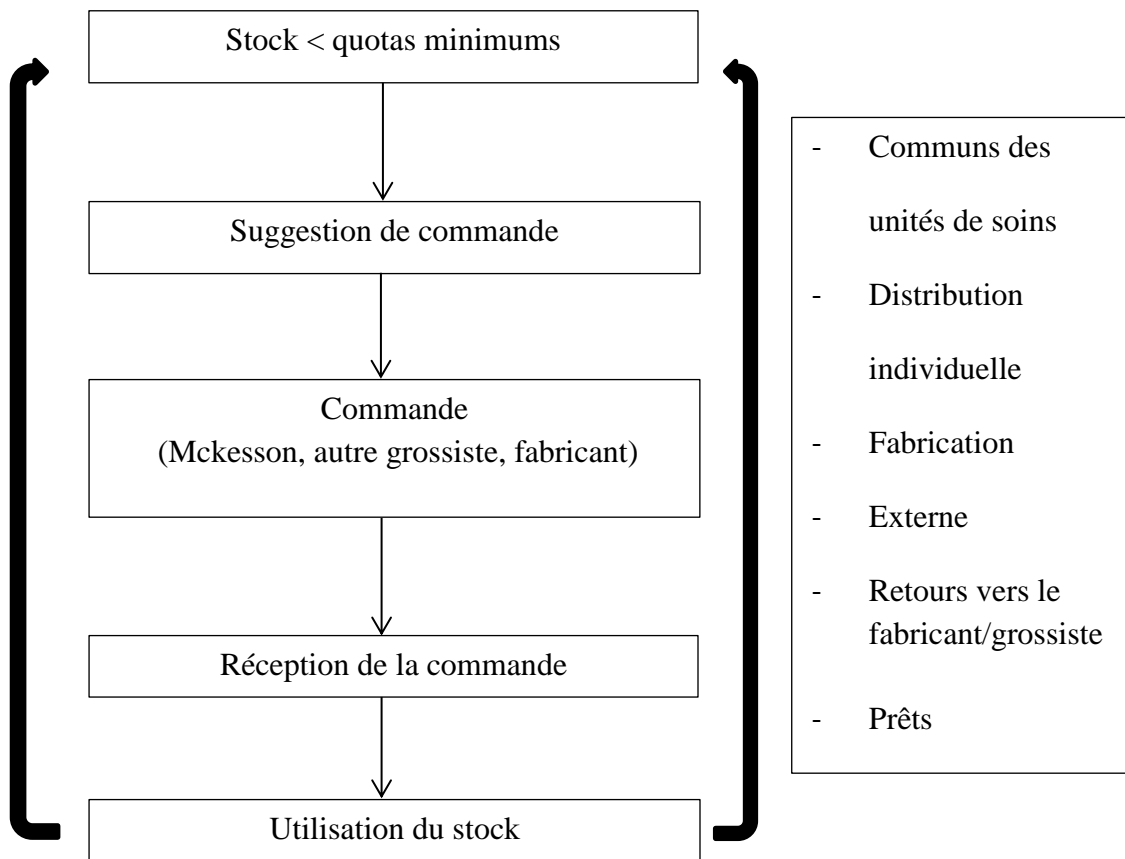 Stock < quotas minimums
Suggestion de commande
Commande
(Mckesson, autre grossiste, fabricant)
Réception de la commande
Utilisation du stock
- Communs des
unités de soins
- Distribution
individuelle
- Fabrication
- Externe
- Retours vers le
fabricant/grossiste
- Prêts